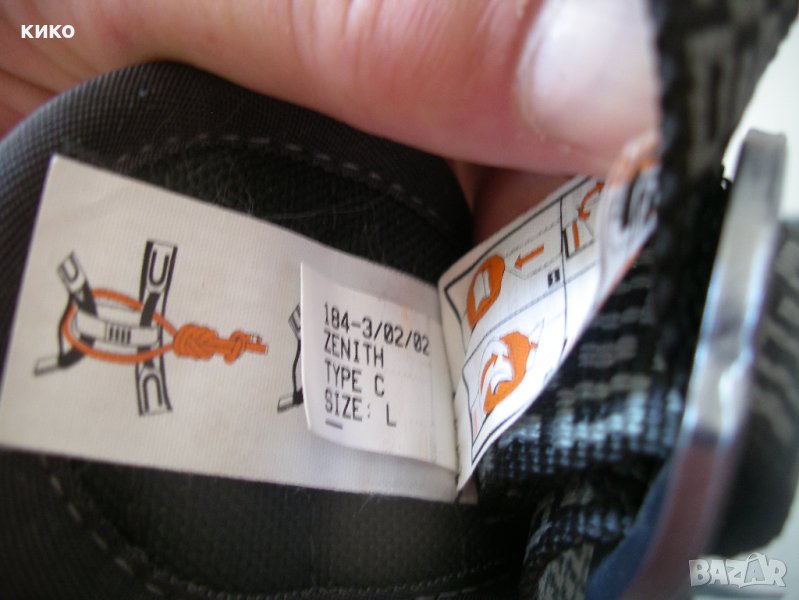 кико
184-3/02/02
ZENITH
TYPE C
SIZE: L
BAZAR